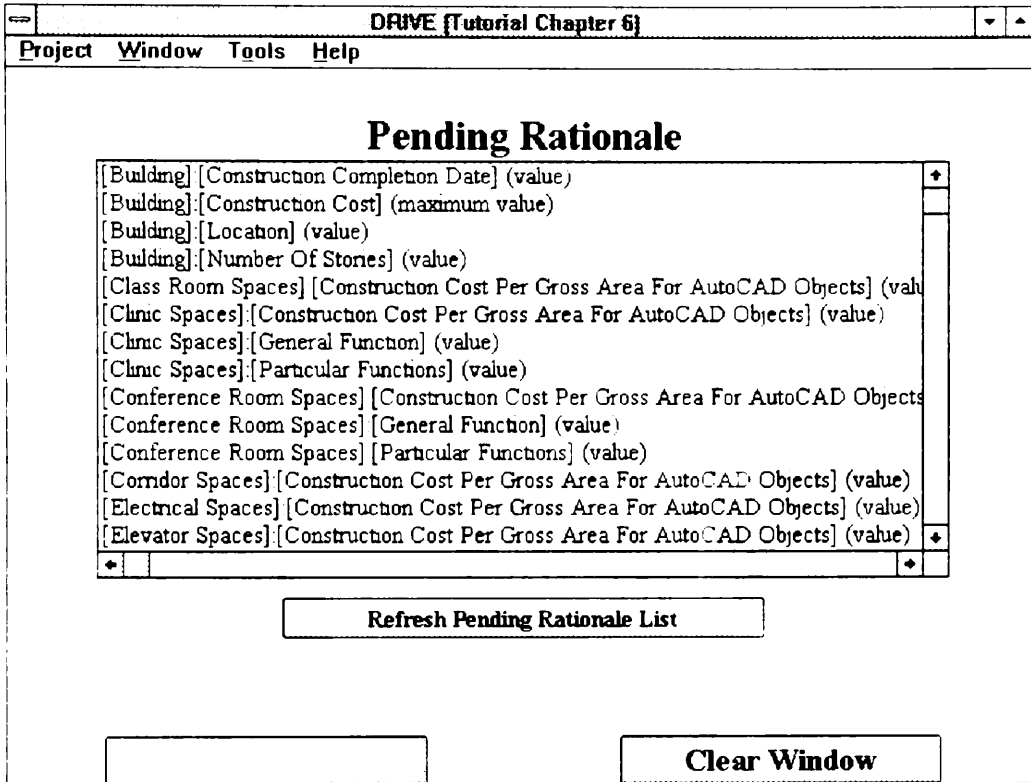 DRIVE [Tutorial Chapter 6]
Project Window Tools Help
Pending Rationale
[Building]:[Construction Completion Date] (value)
[Building]:[Construction Cost] (maximum value)
[Building]:[Location] (value)
[Building]:[Number Of Stories] (value)
[Class Room Spaces]:[Construction Cost Per Gross Area For AutoCAD Objects] (valu
[Clinic Spaces]:[Construction Cost Per Gross Area For AutoCAD Objects] (value)
[Clinic Spaces]:[General Function] (value)
[Clinic Spaces]:[Particular Functions] (value)
[Conference Room Spaces]:[Construction Cost Per Gross Area For AutoCAD Objects
[Conference Room Spaces]:[General Function] (value)
[Conference Room Spaces]:[Particular Functions] (value)
[Corridor Spaces]:[Construction Cost Per Gross Area For AutoCAD Objects] (value)
[Electrical Spaces]:[Construction Cost Per Gross Area For AutoCAD Objects] (value)
[Elevator Spaces]:[Construction Cost Per Gross Area For AutoCAD Objects] (value)
Refresh Pending Rationale List
Clear Window